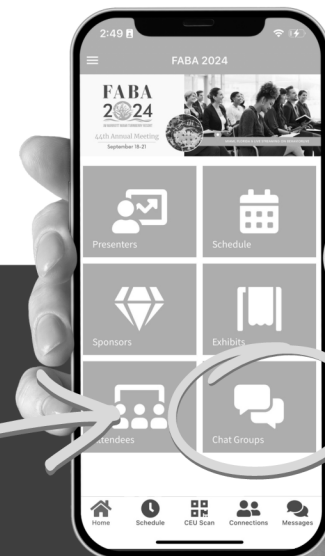 2:49
FABA 2024
FABA
2024
44th Annual Meeting
September 18-21
Presenters
Schedule
Sponsors
Exhibits
Attendees
Chat Groups
Home
Schedule
CEU Scan
Connections
Messages